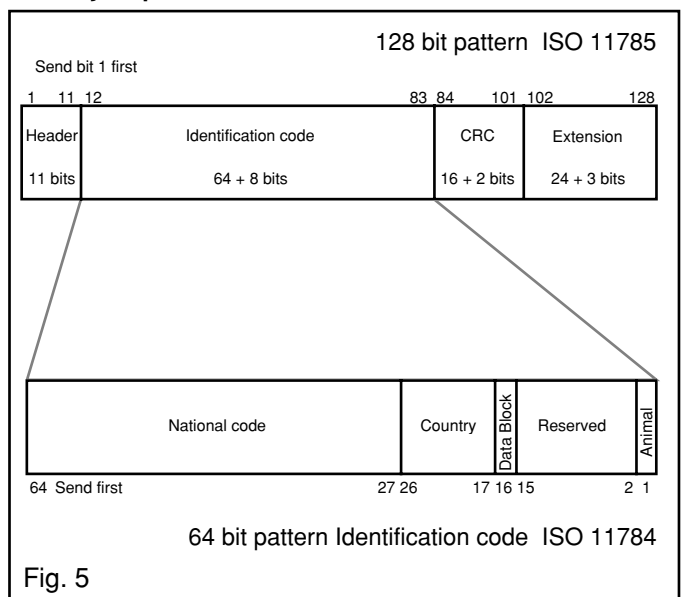 128 bit pattern ISO 11785
Send bit 1 first
1 11 12 83 84 101 102 128
Header Identification code CRC Extension
11 bits 64 + 8 bits 16 + 2 bits 24 + 3 bits
National code Country Data Block Reserved Animal
64 Send first 27 26 17 16 15 2 1
64 bit pattern Identification code ISO 11784
Fig. 5